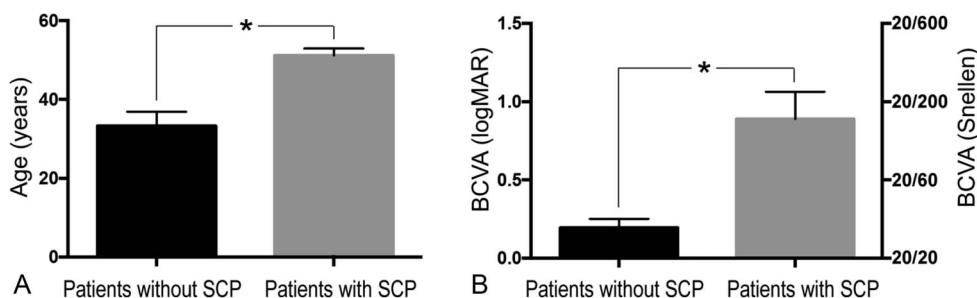 Age (years)
60
40
20
0
*
Patients without SCP
Patients with SCP
A
BCVA (logMAR)
1.5
1.0
0.5
0.0
*
Patients without SCP
Patients with SCP
20/600
20/200
20/60
20/20
BCVA (Snellen)
B